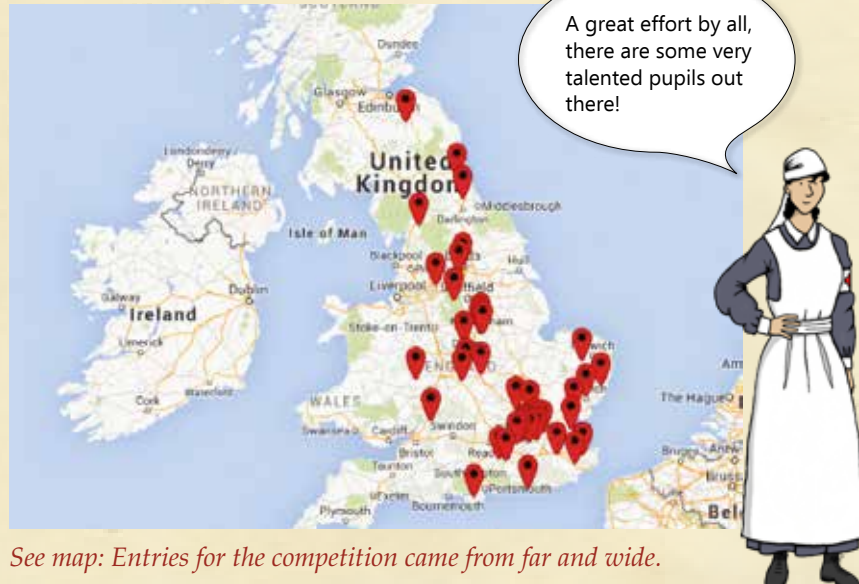 A great effort by all,
there are some very
talented pupils out
there!
Dundee
Glasgow
Edinbu
Londonderry /
Derry
United
Kingdom
NORTHERN
IRELAND
Middlesbrough
Darlington
Isle of Man
Blackpool
Hull
Galway
Dublin
Liverpool
Ireland
Stoke-on-Trent
Limerick
wich
Cork
Waterford
WALES
The Hague
Swansea
Cardiff
Swindon
Bristol
Taunton
Exeter
Portsmouth
Bournemouth
Plymouth
Bel
See map: Entries for the competition came from far and wide.